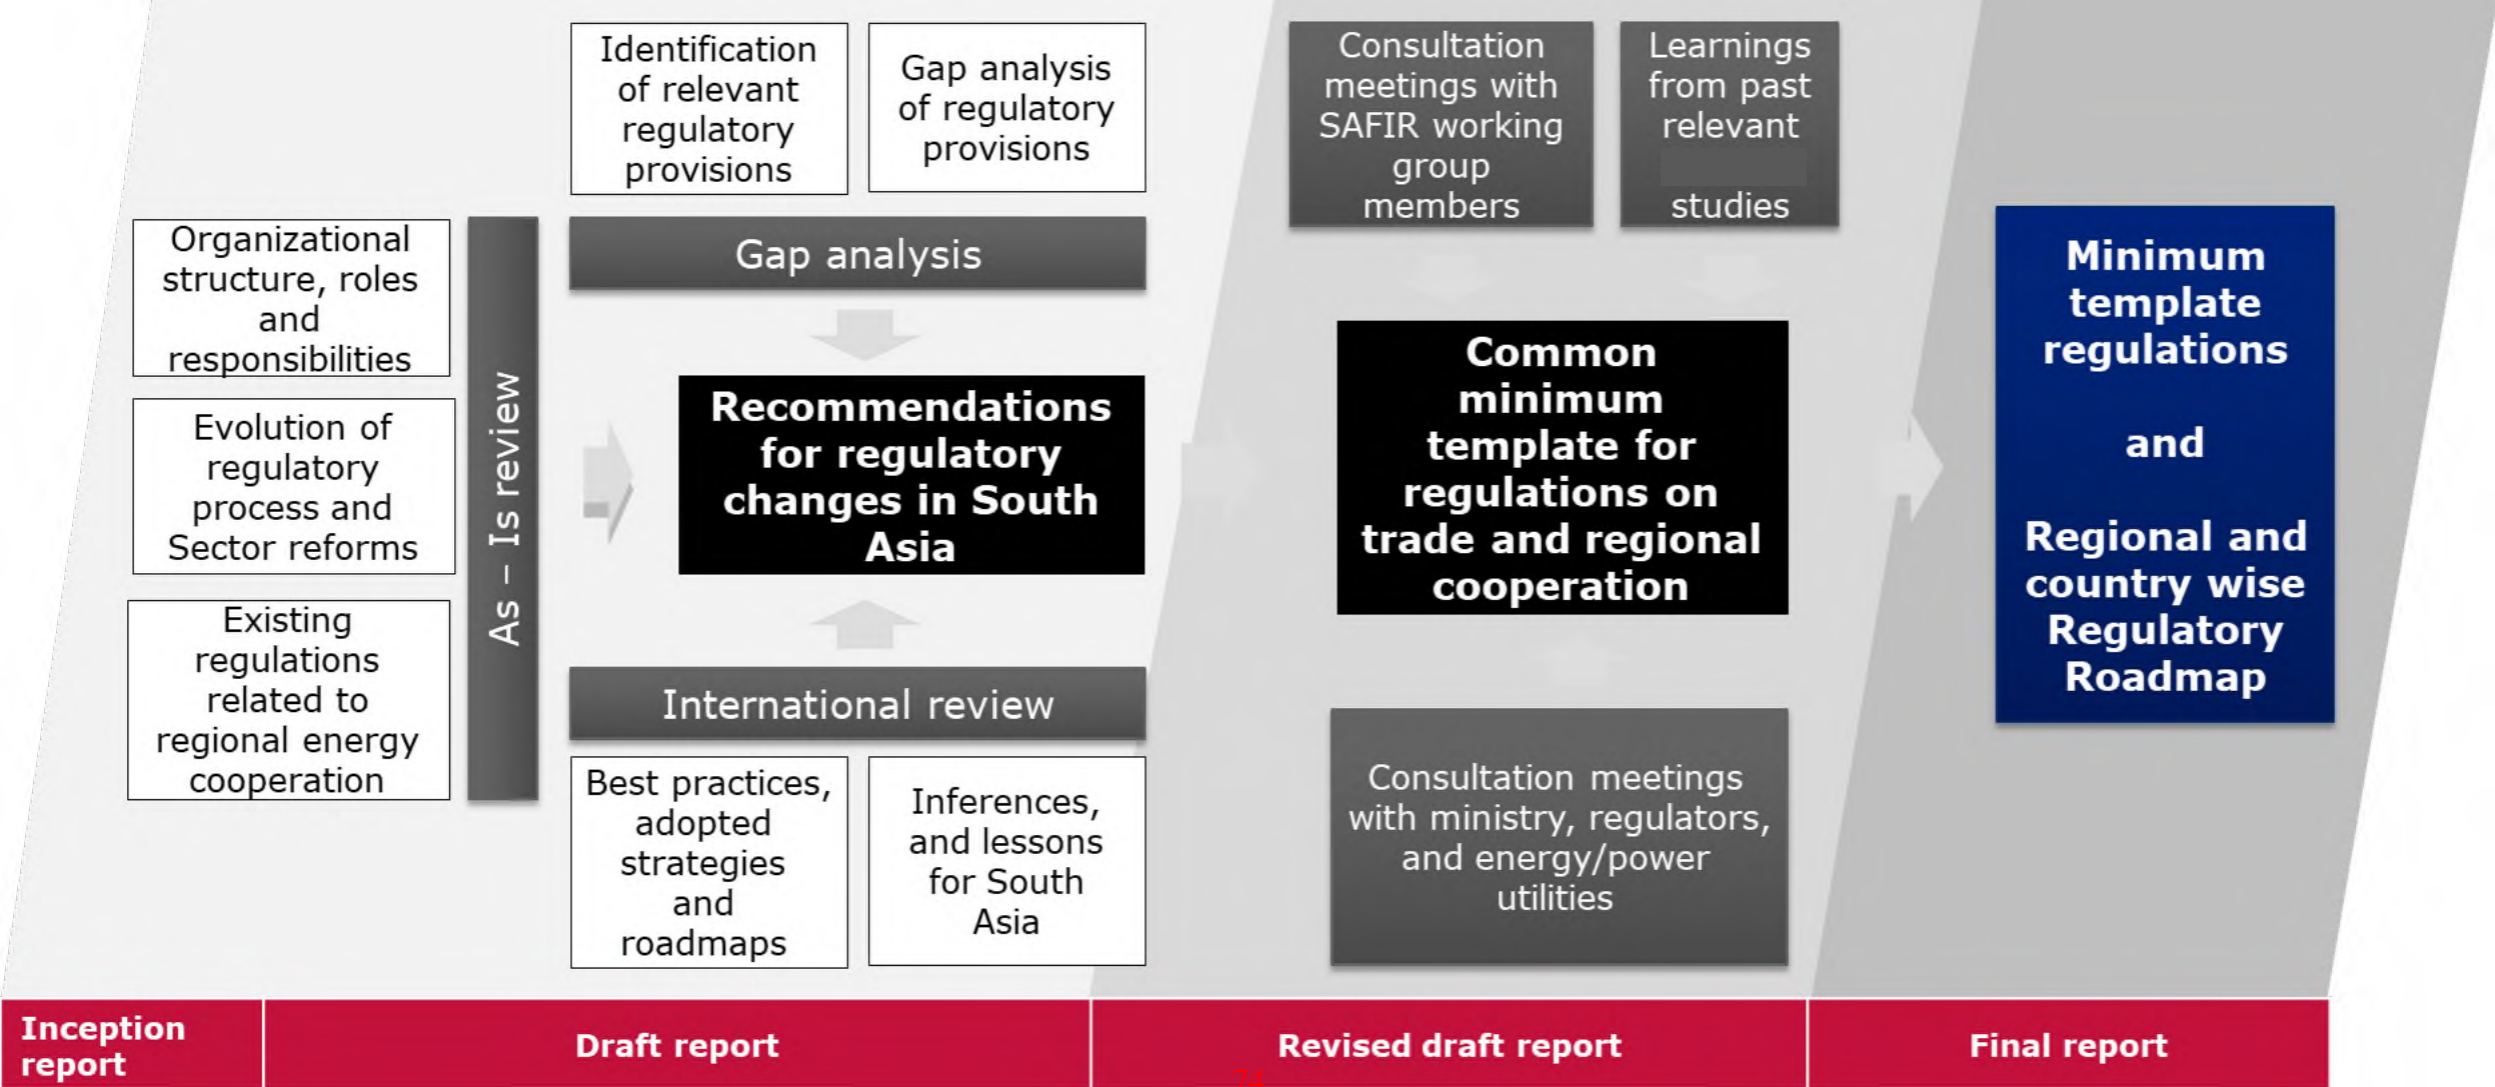 Identification
of relevant
regulatory
provisions
Gap analysis
of regulatory
provisions
Gap analysis
Organizational
structure, roles
and
responsibilities
Evolution of
regulatory
process and
Sector reforms
Existing
regulations
related to
regional energy
cooperation
As – Is review
Recommendations
for regulatory
changes in South
Asia
International review
Best practices,
adopted
strategies
and
roadmaps
Inferences,
and lessons
for South
Asia
Consultation
meetings with
SAFIR working
group
members
Learnings
from past
relevant
studies
Common
minimum
template for
regulations on
trade and regional
cooperation
Consultation meetings
with ministry, regulators,
and energy/power
utilities
Minimum
template
regulations
and
Regional and
country wise
Regulatory
Roadmap
Inception
report
Draft report
Revised draft report
Final report